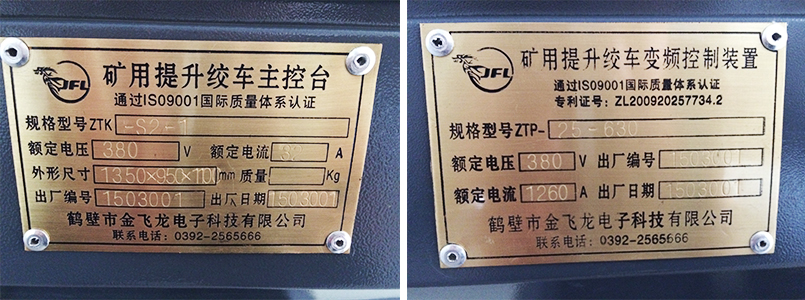 JFL
矿用提升绞车主控台
通过ISO9001国际质量体系认证
规格型号ZTK -S2-1
额定电压 380 V 额定电流 A
外形尺寸 1350×950×110 mm 质量 Kg
出厂编号 1503001 出厂日期 1503001
鹤壁市金飞龙电子科技有限公司
联系电话: 0392-2565666
JFL
矿用提升绞车变频控制装置
通过ISO9001国际质量体系认证
专利证号: ZL200920257734.2
规格型号ZTP- 25-630
额定电压 380 V 出厂编号 1503001
额定电流 1260 A 出厂日期 1503001
鹤壁市金飞龙电子科技有限公司
联系电话: 0392-2565666